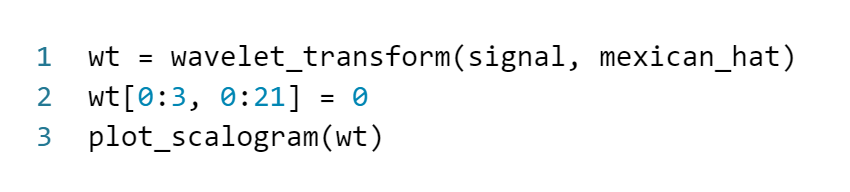 1 wt = wavelet_transform(signal, mexican_hat)
2 wt[0:3, 0:21] = 0
3 plot_scalogram(wt)